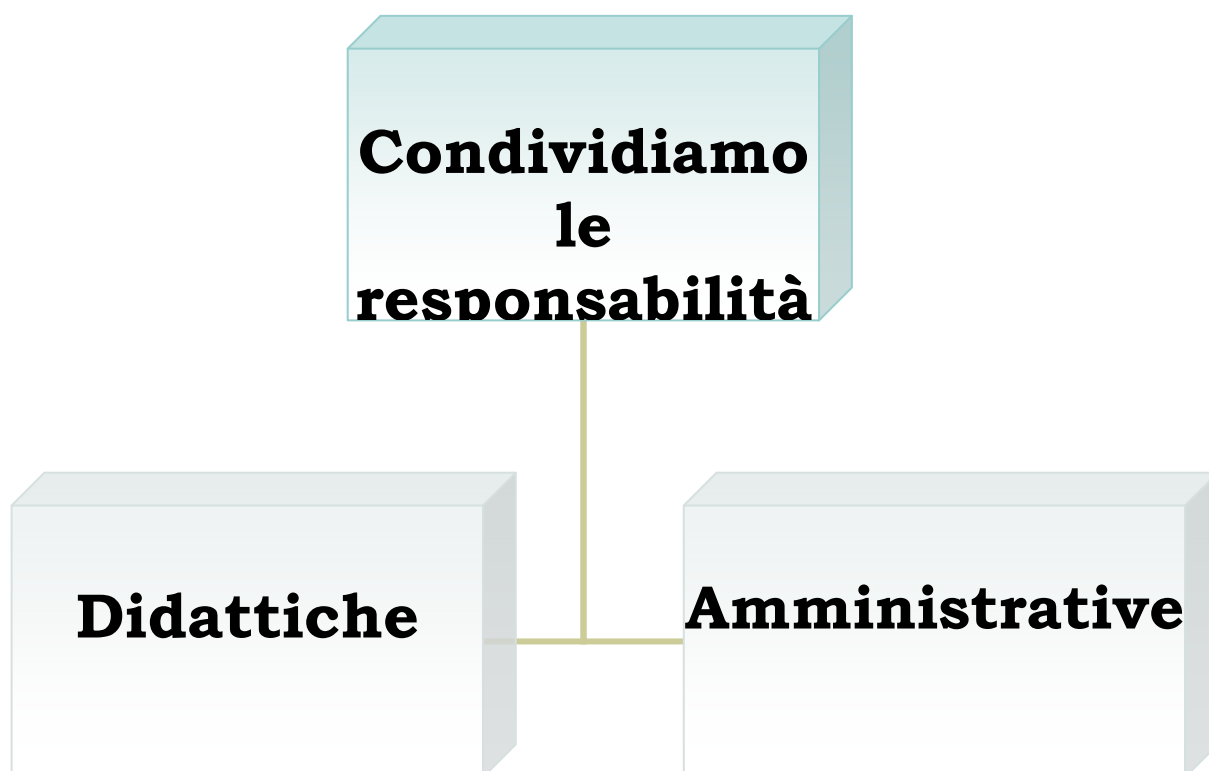 Condividiamo
le
responsabilità
Didattiche
Amministrative